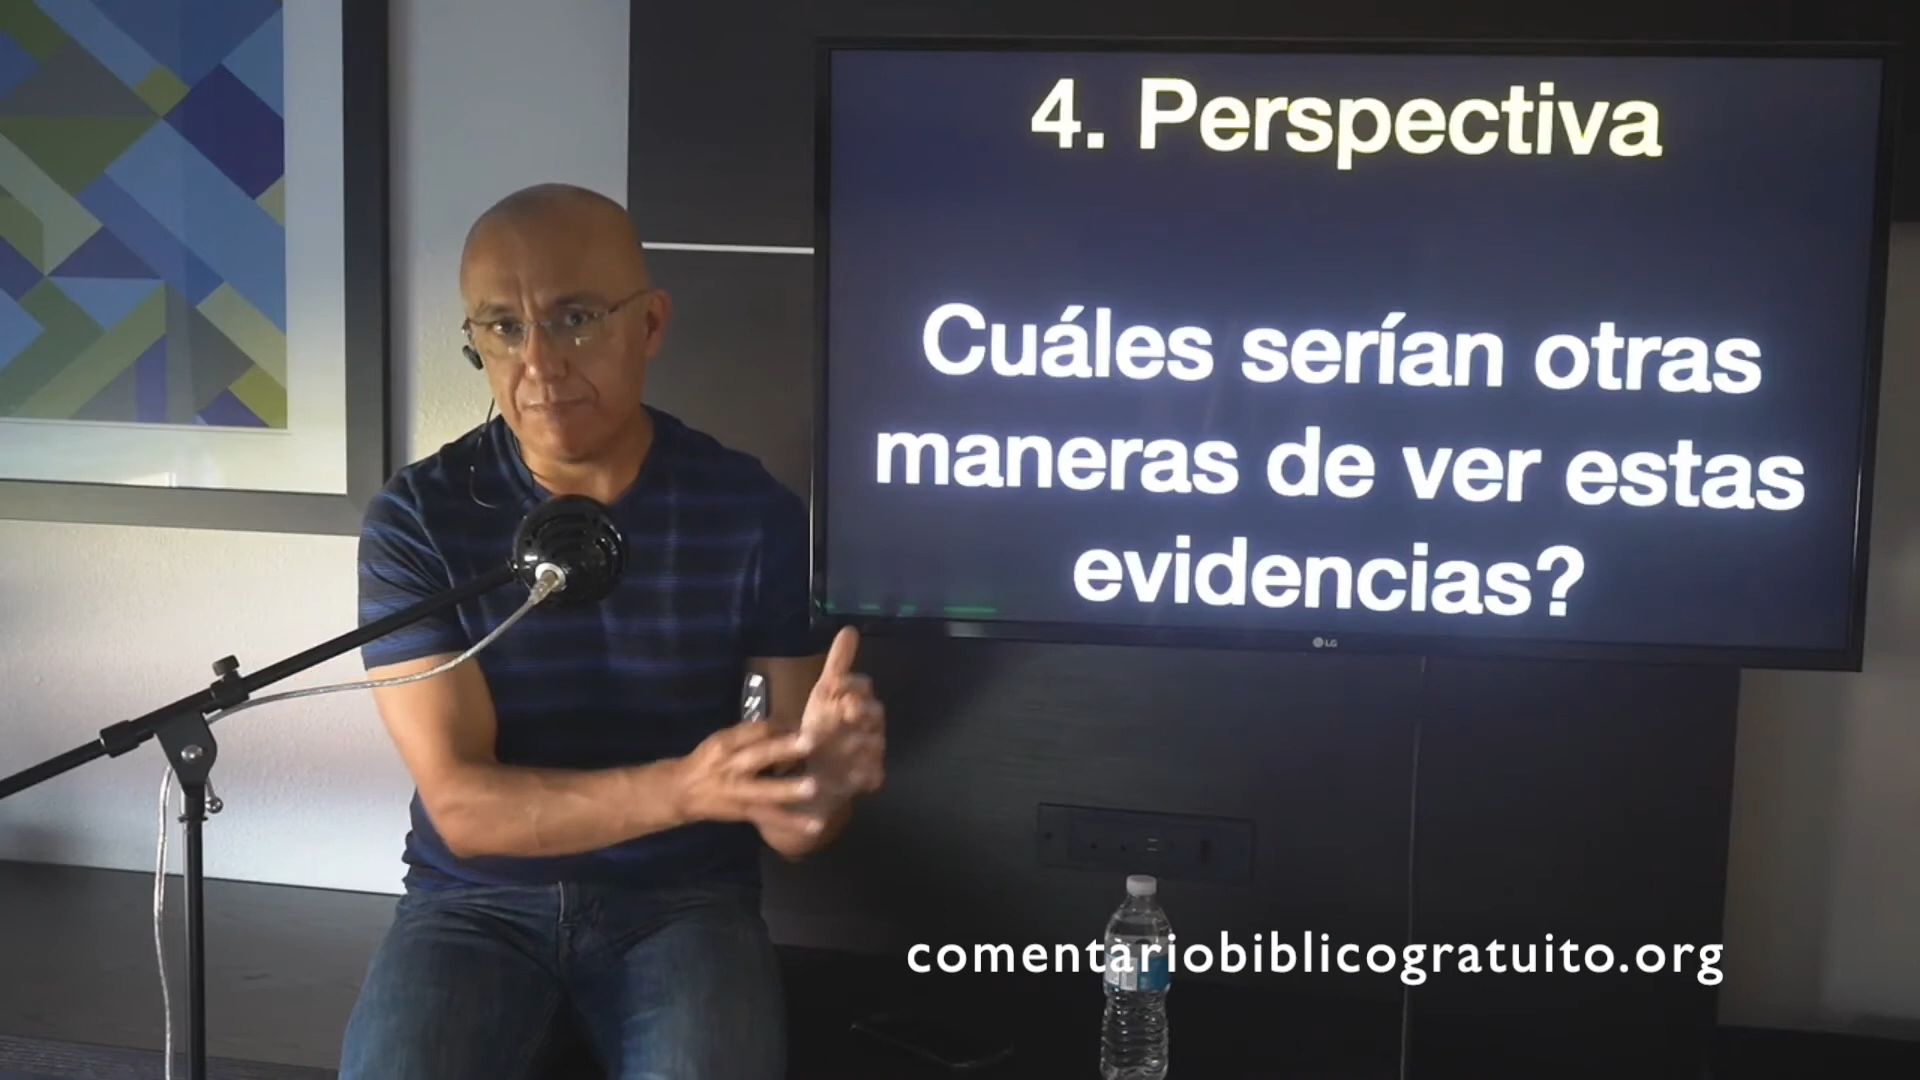 4. Perspectiva
Cuáles serían otras
maneras de ver estas
evidencias?
LG
comentariobiblicogratuito.org